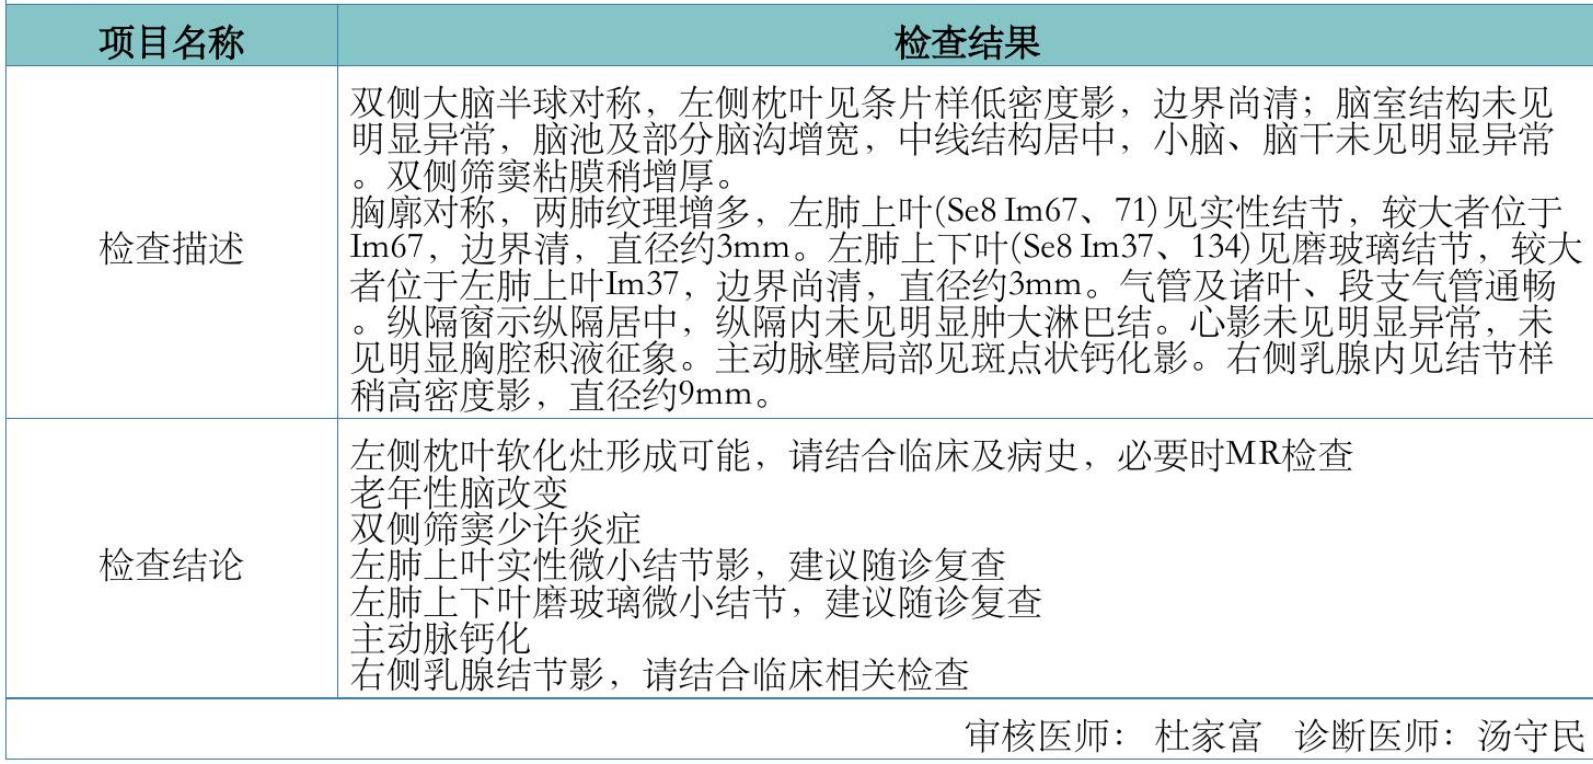 项目名称
检查结果
双侧大脑半球对称，左侧枕叶见条片样低密度影，边界尚清；脑室结构未见
明显异常，脑池及部分脑沟增宽，中线结构居中，小脑、脑干未见明显异常
。双侧筛窦粘膜稍增厚。
胸廓对称，两肺纹理增多，左肺上叶(Se8 Im67、71)见实性结节，较大者位于
Im67，边界清，直径约3mm。左肺上下叶(Se8 Im37、134)见磨玻璃结节，较大
者位于左肺上叶Im37，边界尚清，直径约3mm。气管及诸叶、段支气管通畅
。纵隔窗示纵隔居中，纵隔内未见明显肿大淋巴结。心影未见明显异常，未
见明显胸腔积液征象。主动脉壁局部见斑点状钙化影。右侧乳腺内见结节样
稍高密度影，直径约9mm。
检查描述
左侧枕叶软化灶形成可能，请结合临床及病史，必要时MR检查
老年性脑改变
双侧筛窦少许炎症
左肺上叶实性微小结节影，建议随诊复查
左肺上下叶磨玻璃微小结节，建议随诊复查
主动脉钙化
右侧乳腺结节影，请结合临床相关检查
检查结论
审核医师： 杜家富 诊断医师：汤守民